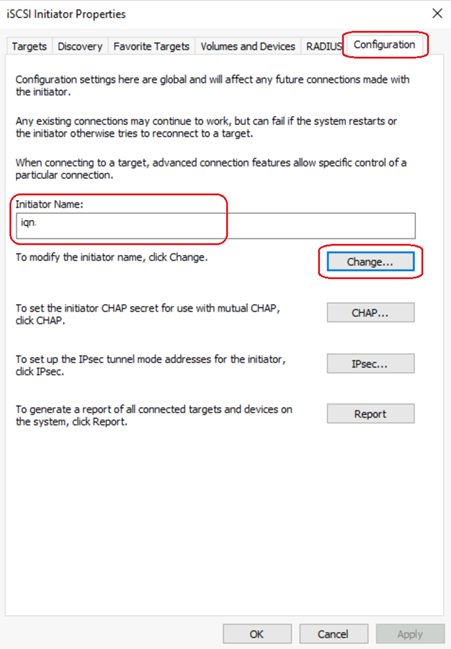 iSCSI Initiator Properties
Targets Discovery Favorite Targets Volumes and Devices RADIUS Configuration
Configuration settings here are global and will affect any future connections made with
the initiator.
Any existing connections may continue to work, but can fail if the system restarts or
the initiator otherwise tries to reconnect to a target.
When connecting to a target, advanced connection features allow specific control of a
particular connection.
Initiator Name:
iqn.
To modify the initiator name, click Change.
Change...
To set the initiator CHAP secret for use with mutual CHAP,
click CHAP.
CHAP...
To set up the IPsec tunnel mode addresses for the initiator,
click IPsec.
IPsec...
To generate a report of all connected targets and devices on
the system, click Report.
Report
OK Cancel Apply